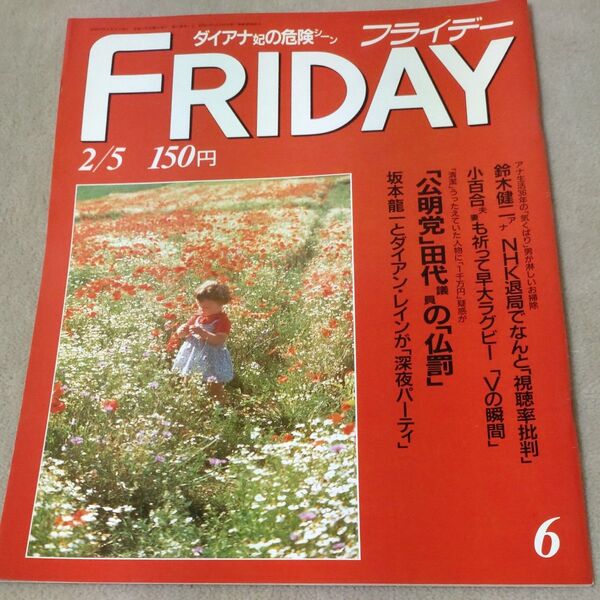 ダイアナ妃の危険シーン
フライデー
FRIDAY
2/5 150円
アナ生活36年の「気くばり」男が淋しいお掃除
鈴木健二アナ NHK退局でなんと「視聴率批判」
小百合夫妻も祈って早大ラグビー「Vの瞬間」
"清潔"うったえていた人物に、「1千万円」疑惑が
「公明党」田代議員の「仏罰」
坂本龍一とダイアン・レインが「深夜パーティ」
6